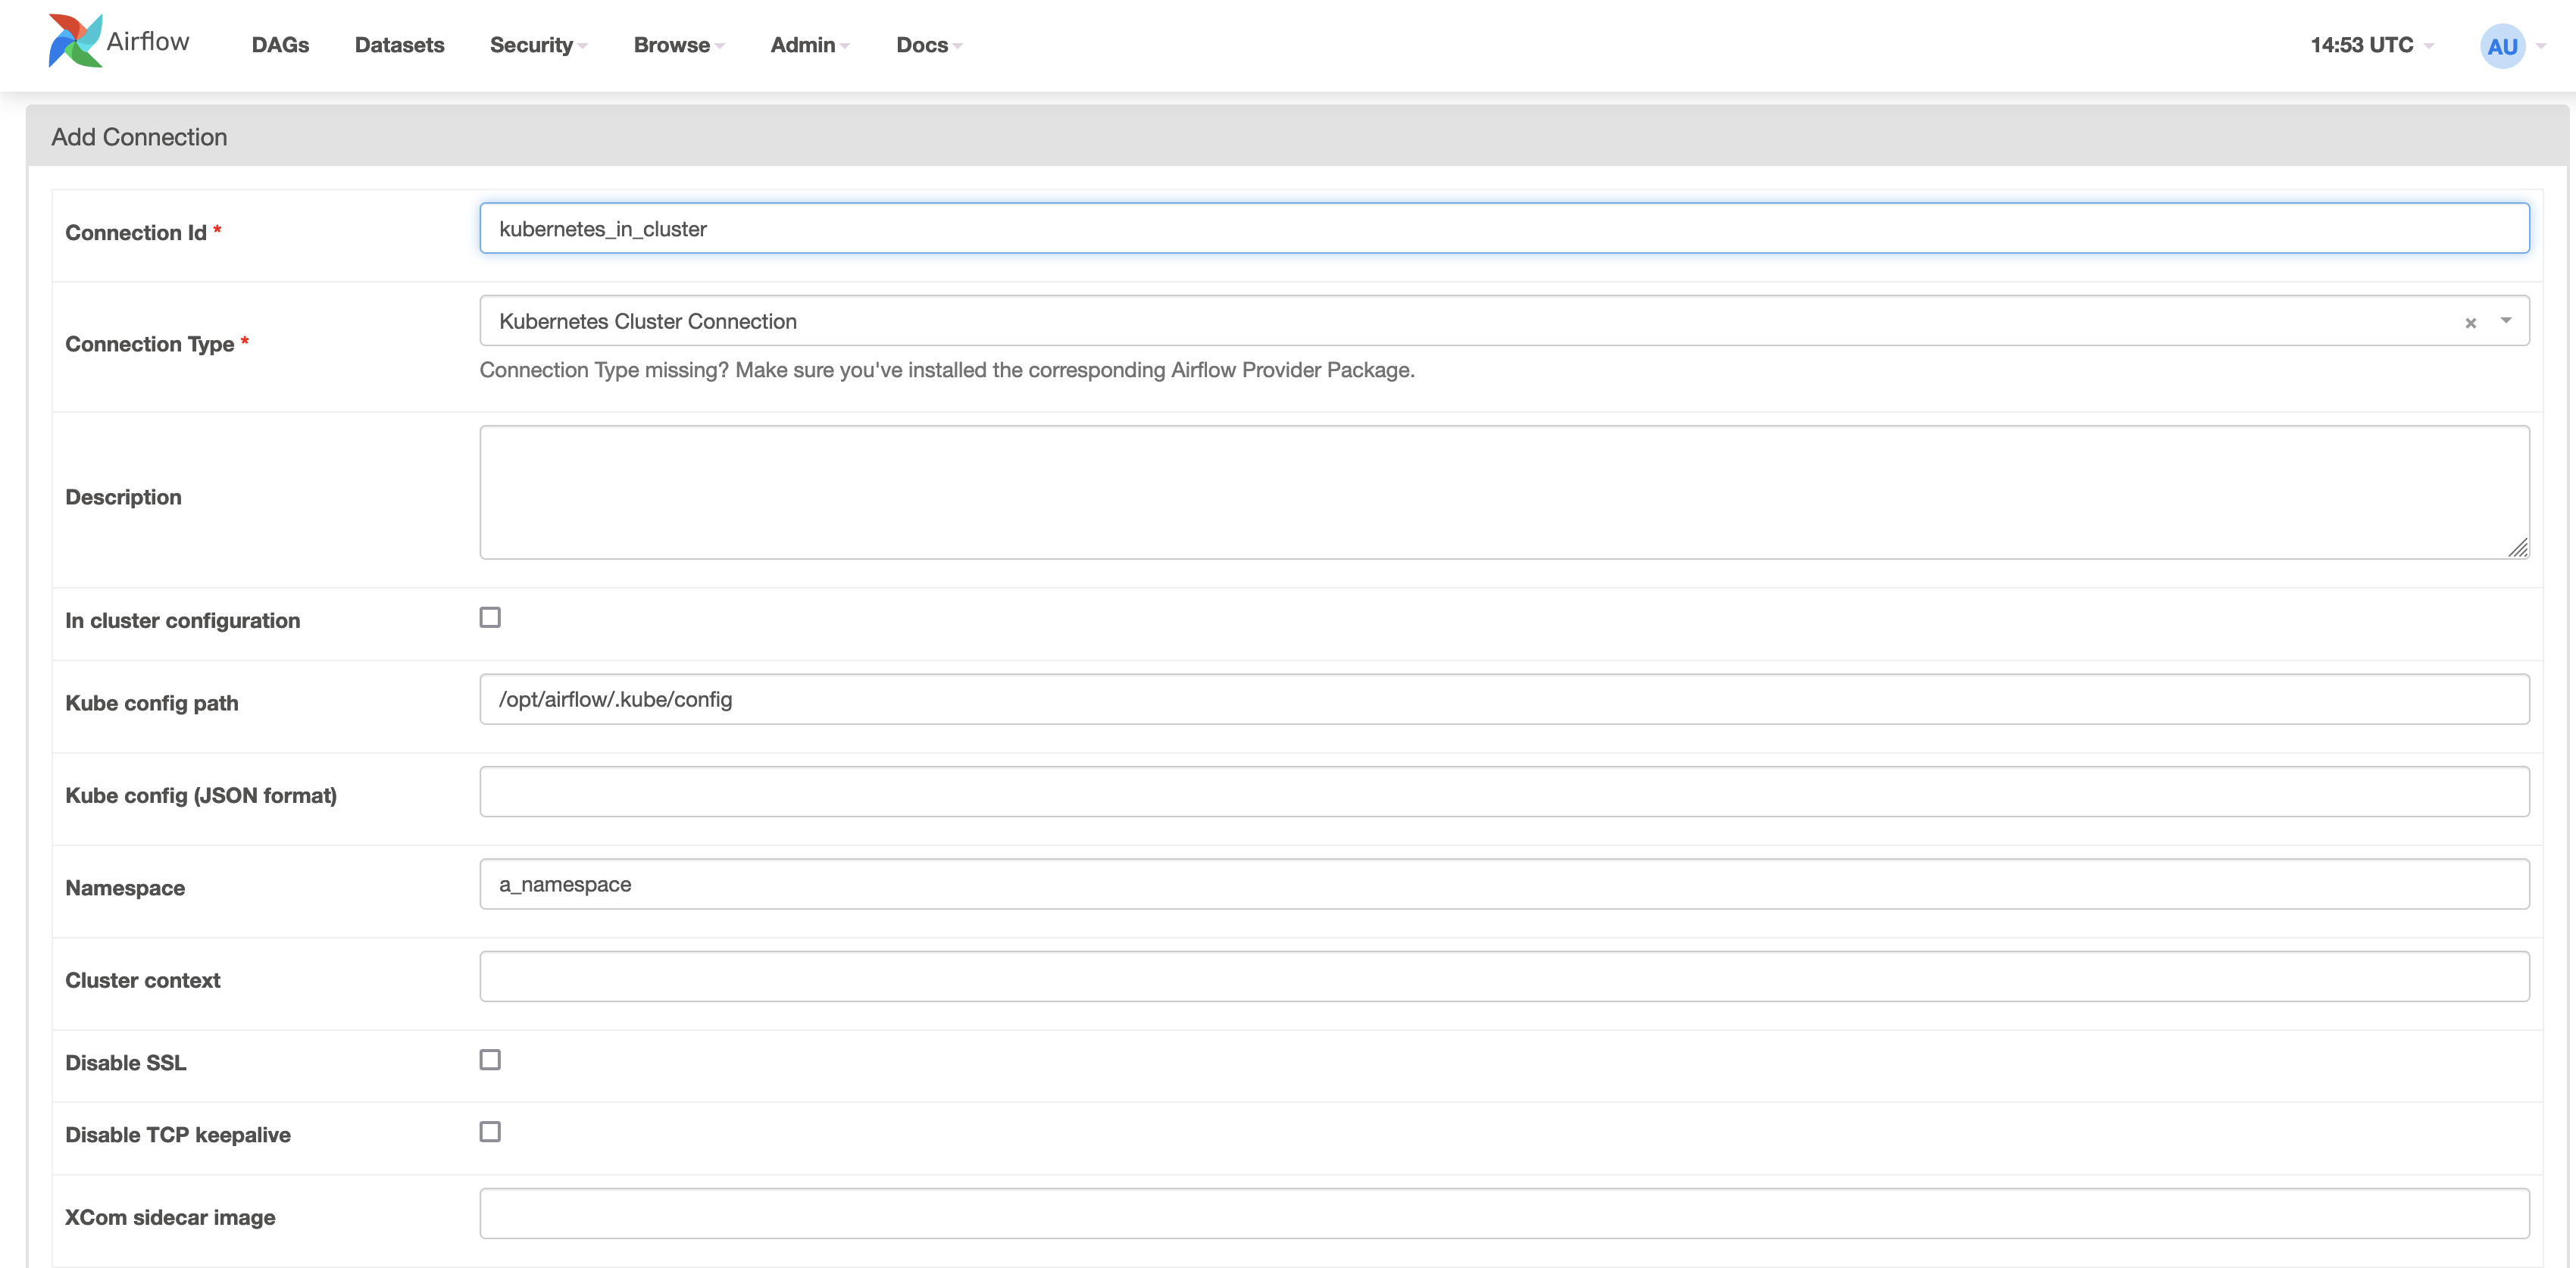 Airflow DAGs Datasets Security Browse Admin Docs 14:53 UTC AU
Add Connection
Connection Id * kubernetes_in_cluster
Connection Type * Kubernetes Cluster Connection
Connection Type missing? Make sure you've installed the corresponding Airflow Provider Package.
Description
In cluster configuration
Kube config path /opt/airflow/.kube/config
Kube config (JSON format)
Namespace a_namespace
Cluster context
Disable SSL
Disable TCP keepalive
XCom sidecar image